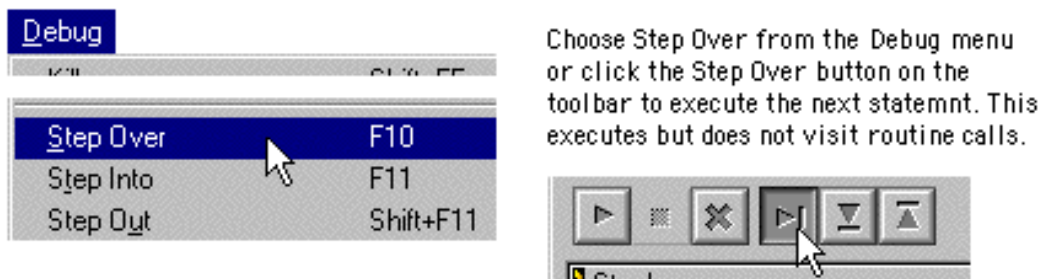 Debug
Step Over F10
Step Into F11
Step Out Shift+F11
Choose Step Over from the Debug menu
or click the Step Over button on the
toolbar to execute the next statemnt. This
executes but does not visit routine calls.